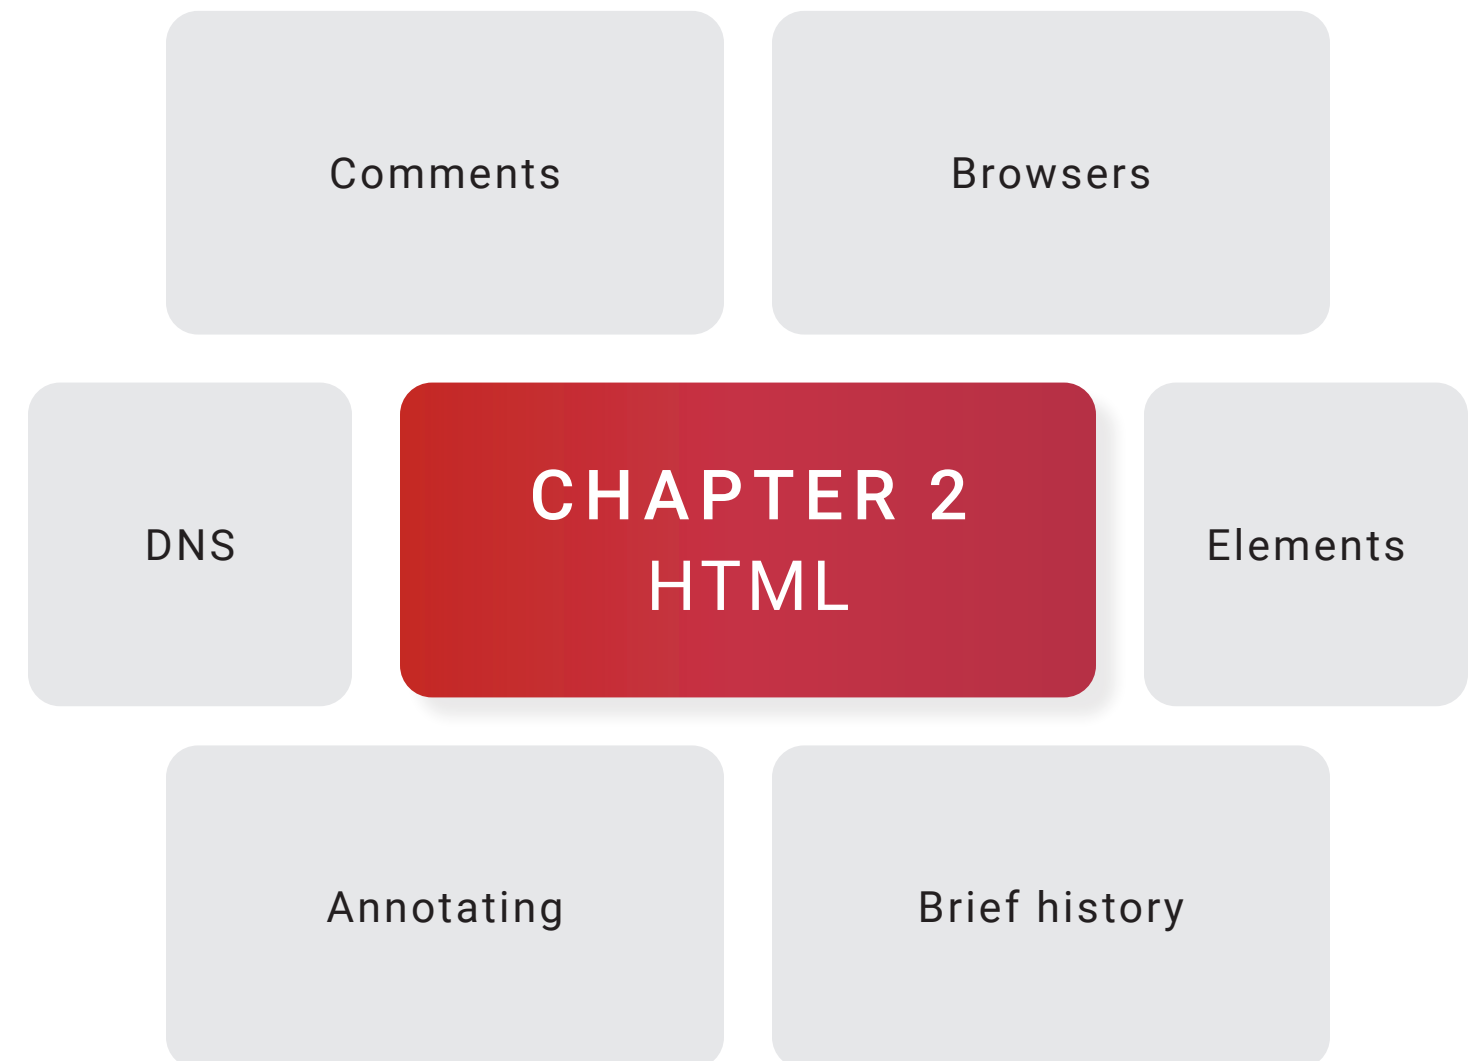 Comments
Browsers
DNS
CHAPTER 2
HTML
Elements
Annotating
Brief history